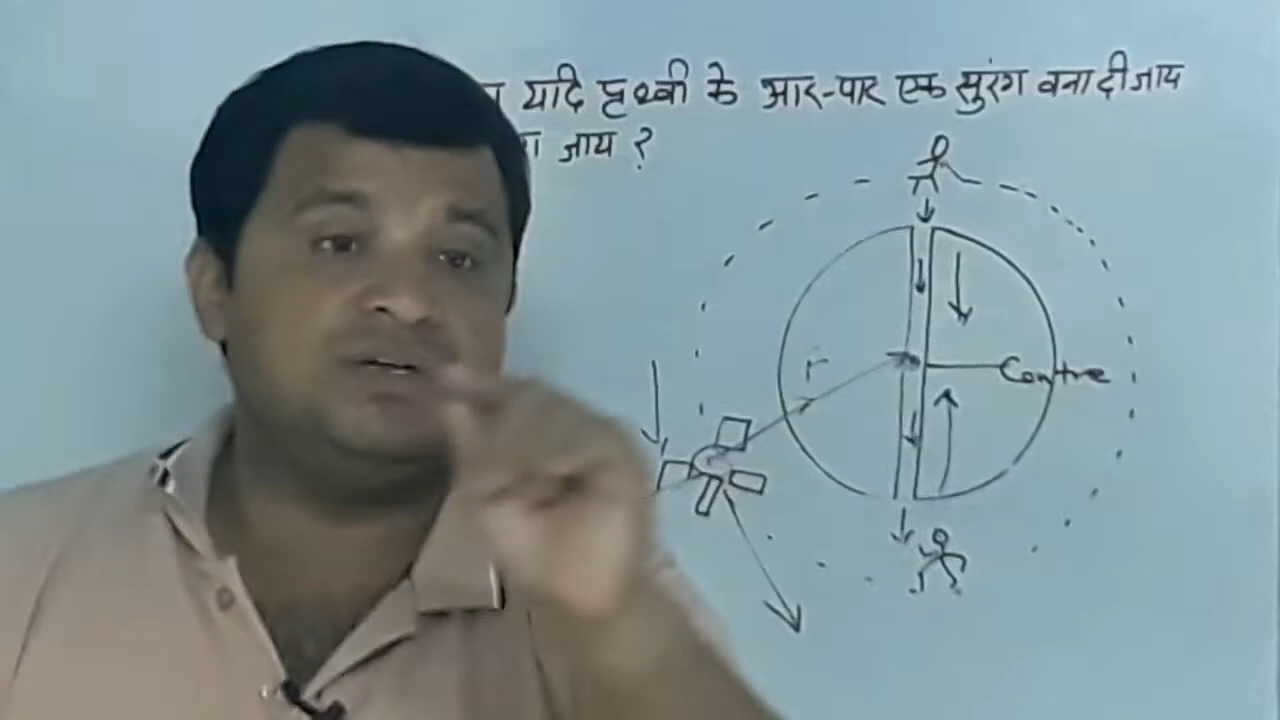 यदि पृथ्वी के आर-पार एक सुरंग बना दी जाय
जाय ?
r
Centre